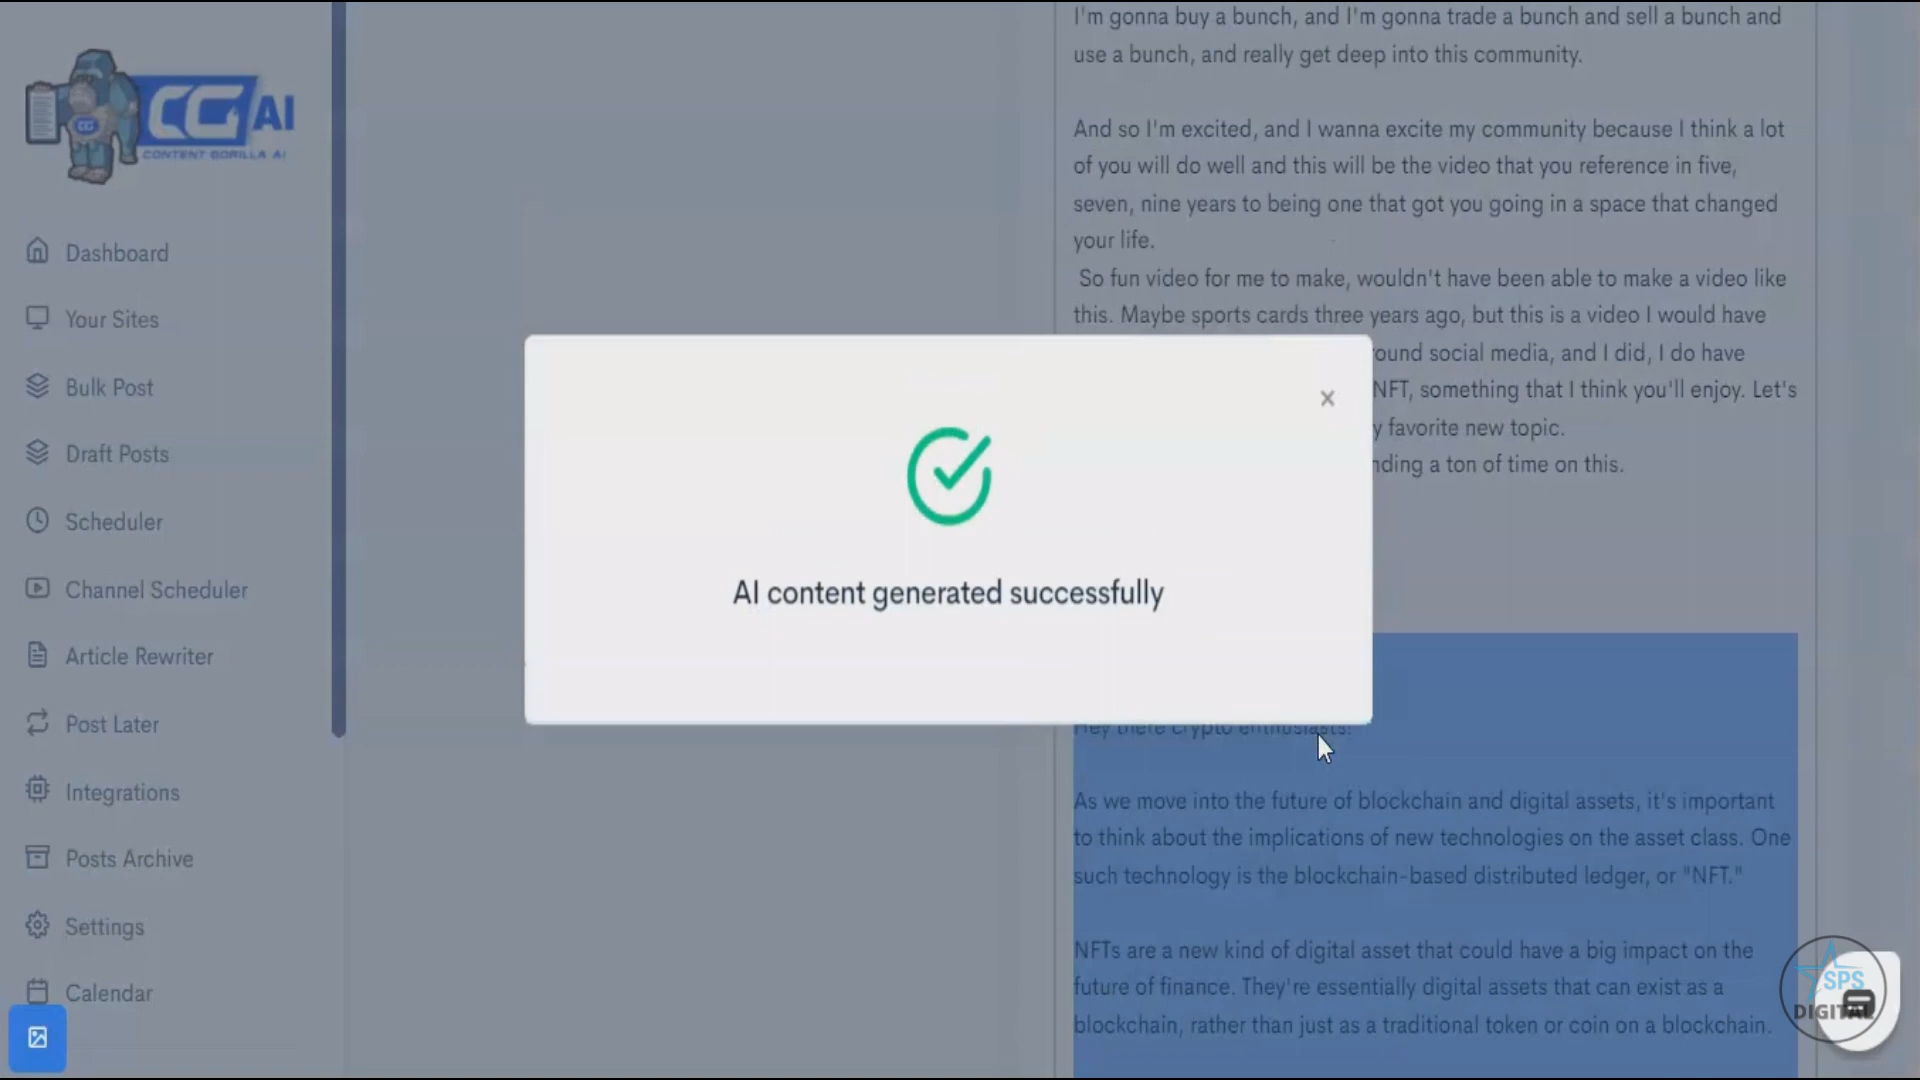 CG AI
CONTENT GORILLA AI
CG
Dashboard
Your Sites
Bulk Post
Draft Posts
Scheduler
Channel Scheduler
Article Rewriter
Post Later
Integrations
Posts Archive
Settings
Calendar
I'm gonna buy a bunch, and I'm gonna trade a bunch and sell a bunch and
use a bunch, and really get deep into this community.
And so I'm excited, and I wanna excite my community because I think a lot
of you will do well and this will be the video that you reference in five,
seven, nine years to being one that got you going in a space that changed
your life.
So fun video for me to make, wouldn't have been able to make a video like
this. Maybe sports cards three years ago, but this is a video I would have
ound social media, and I did, I do have
NFT, something that I think you'll enjoy. Let's
y favorite new topic.
nding a ton of time on this.
x
AI content generated successfully
Hey there crypto enthusiasts!
As we move into the future of blockchain and digital assets, it's important
to think about the implications of new technologies on the asset class. One
such technology is the blockchain-based distributed ledger, or "NFT."
NFTs are a new kind of digital asset that could have a big impact on the
future of finance. They're essentially digital assets that can exist as a
blockchain, rather than just as a traditional token or coin on a blockchain.
SPS
DIGITAL